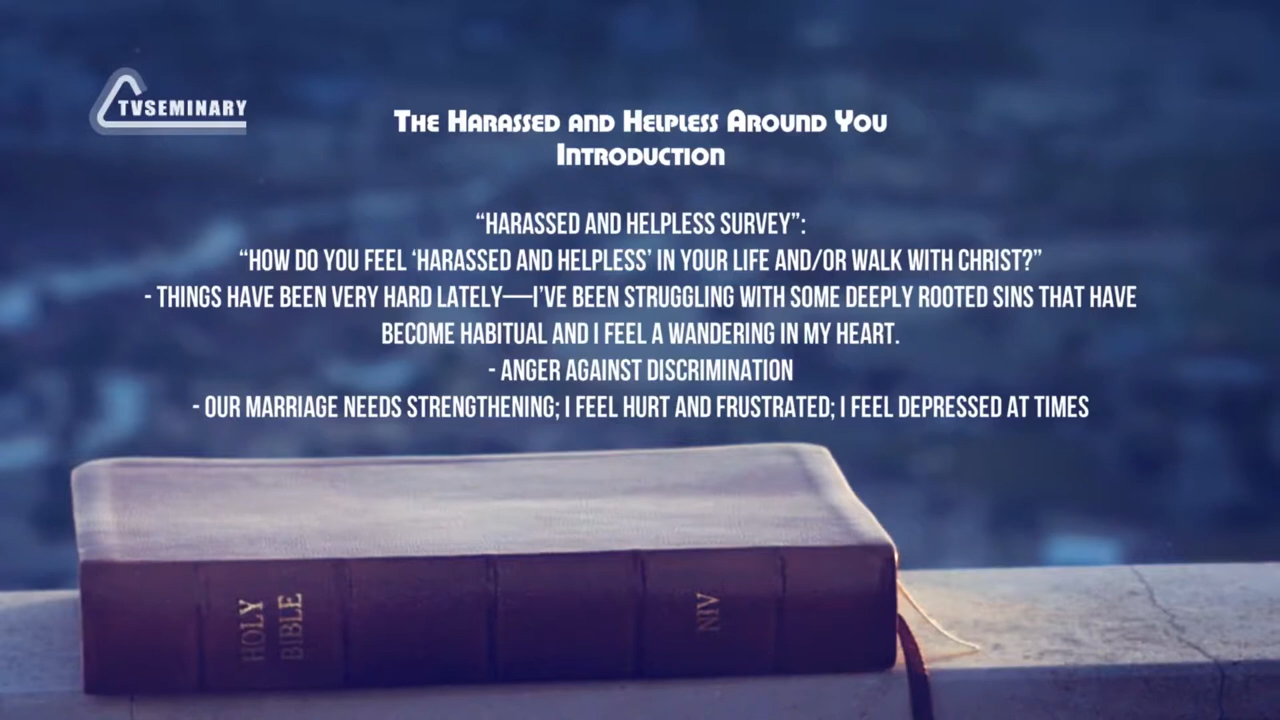 TVSEMINARY
The Harassed and Helpless Around You
Introduction
“HARASSED AND HELPLESS SURVEY”:
“HOW DO YOU FEEL ‘HARASSED AND HELPLESS’ IN YOUR LIFE AND/OR WALK WITH CHRIST?”
- THINGS HAVE BEEN VERY HARD LATELY—I’VE BEEN STRUGGLING WITH SOME DEEPLY ROOTED SINS THAT HAVE
BECOME HABITUAL AND I FEEL A WANDERING IN MY HEART.
- ANGER AGAINST DISCRIMINATION
- OUR MARRIAGE NEEDS STRENGTHENING; I FEEL HURT AND FRUSTRATED; I FEEL DEPRESSED AT TIMES
HOLY
BIBLE
NIV